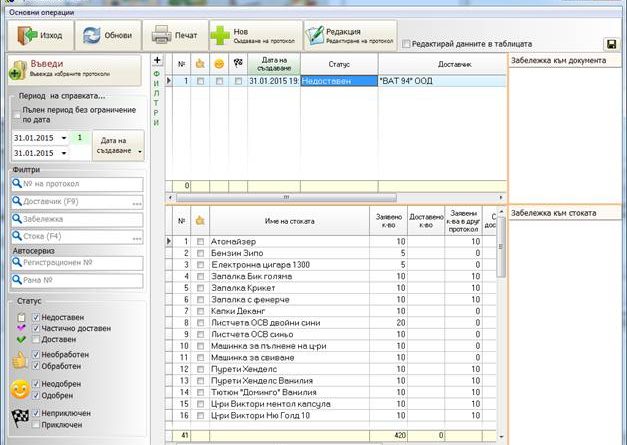 Основни операции
Изход
Обнови
Печат
Нов
Създаване на протокол
Редакция
Редактиране на протокол
Редактирай данните в таблицата
Въведи
Въвежда избраните протоколи
Период на справката...
Пълен период без ограничение
по дата
31.01.2015
1
31.01.2015
Дата на
създаване
Филтри
№ на протокол
Доставчик (F9)
Забележка
Стока (F4)
Автосервиз
Регистрационен №
Рама №
Статус
Недоставен
Частично доставен
Доставен
Необработен
Обработен
Неодобрен
Одобрен
Неприключен
Приключен
+
ФИЛТРИ
№ Дата на създаване Статус Доставчик
1 31.01.2015 19: Недоставен "ВАТ 94" ООД
0
Забележка към документа
№ Име на стоката Заявено к-во Доставено к-во Заявени к-ва в друг протокол
1 Атомайзер 10 10
2 Бензин Зипо 5 0
3 Електронна цигара 1300 5 0
4 Запалка Бик голяма 10 10
5 Запалка Крикет 10 10
6 Запалка с фенерче 10 10
7 Капки Деканг 10 0
8 Листчета ОСВ двойни сини 20 0
9 Листчета ОСВ синьо 10 0
10 Машинка за пълнене на ц-ри 10 0
11 Машинка за свиване 10 0
12 Пурети Хенделс 10 10
13 Пурети Хенделс Ванилия 10 10
14 Тютюн "Доминго" Ванилия 10 10
15 Ц-ри Виктори ментол капсула 10 10
16 Ц-ри Виктори Ню Голд 10 10 10
41 420 0
Забележка към стоката